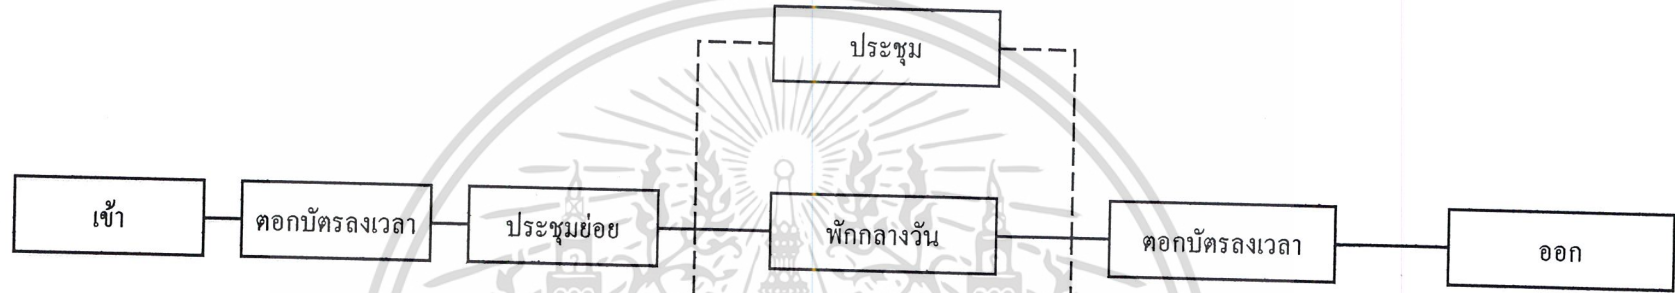 ประชุม
เข้า
ตอกบัตรลงเวลา
ประชุมย่อย
พักกลางวัน
ตอกบัตรลงเวลา
ออก